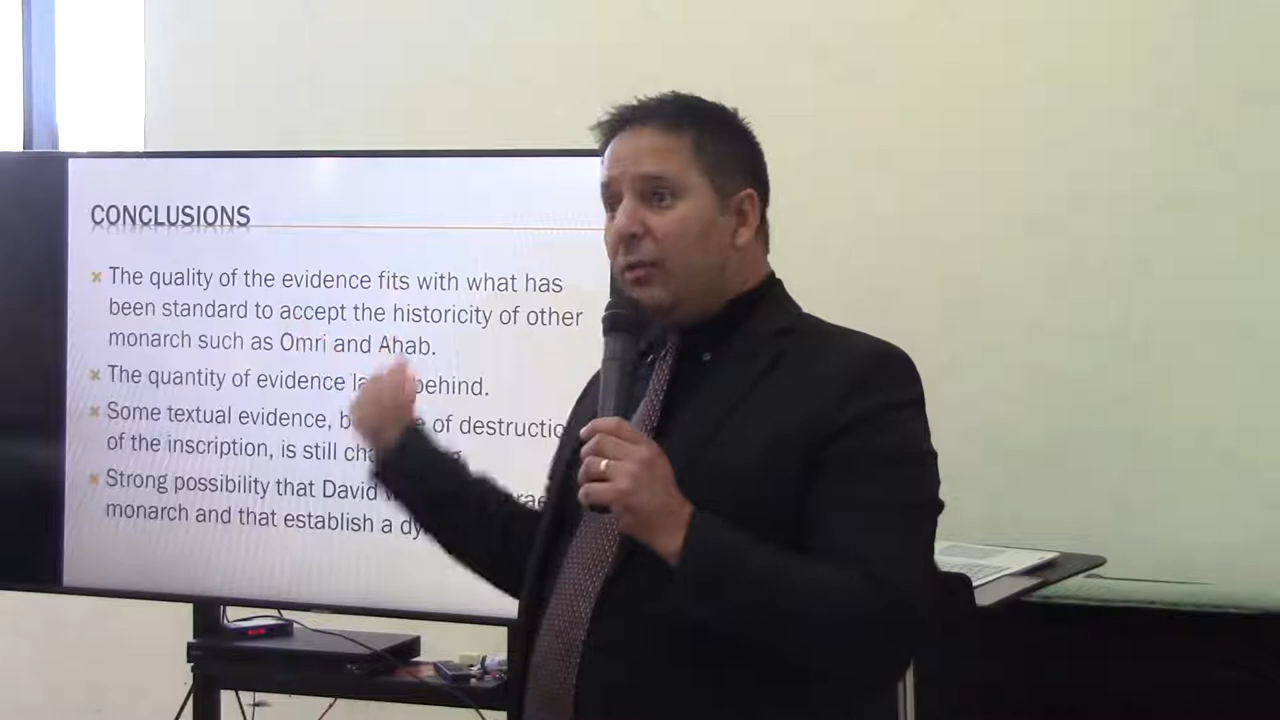 CONCLUSIONS
The quality of the evidence fits with what has
been standard to accept the historicity of other
monarch such as Omri and Ahab.
The quantity of evidence behind.
Some textual evidence, of destructio
of the inscription, is still
Strong possibility that David
monarch and that establish a